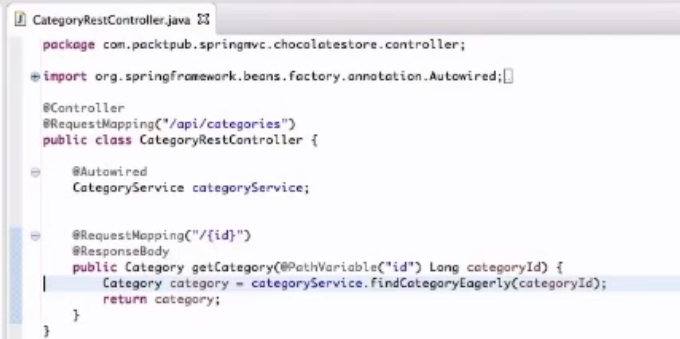 CategoryRestController.java
package com.packtpub.springmvc.chocolatestore.controller;
import org.springframework.beans.factory.annotation.Autowired;
@Controller
@RequestMapping("/api/categories")
public class CategoryRestController {
@Autowired
CategoryService categoryService;
@RequestMapping("/{id}")
@ResponseBody
public Category getCategory(@PathVariable("id") Long categoryId) {
Category category = categoryService.findCategoryEagerly(categoryId);
return category;
}
}